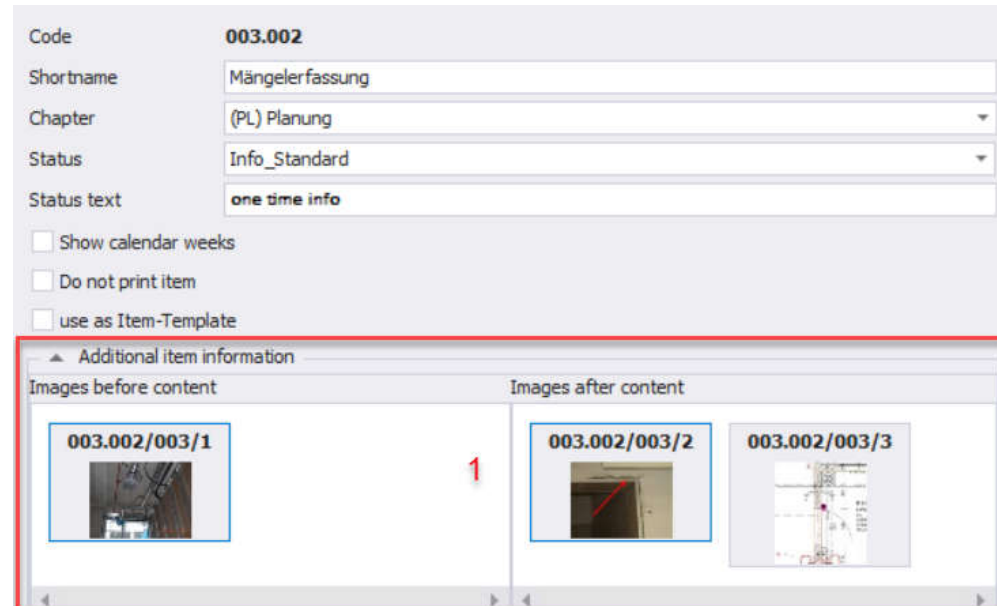 Code 003.002
Shortname Mängelerfassung
Chapter (PL) Planung
Status Info_Standard
Status text one time info
Show calendar weeks
Do not print item
use as Item-Template
Additional item information
Images before content Images after content
003.002/003/1 003.002/003/2 003.002/003/3
1